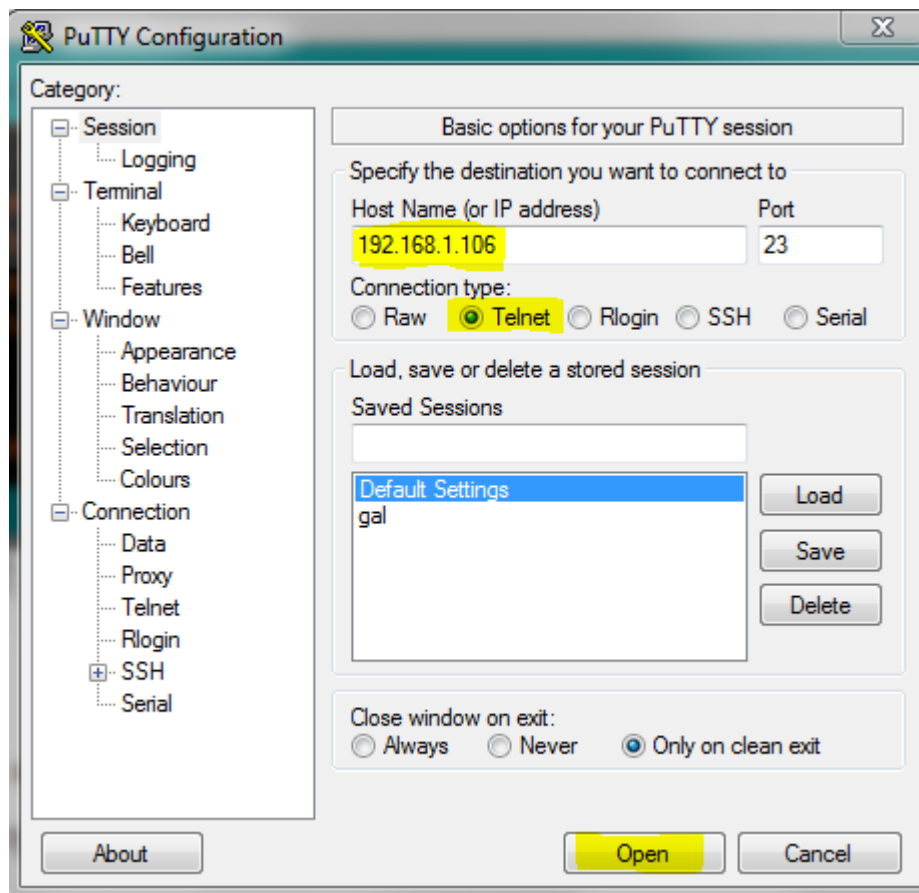 PuTTY Configuration
Category:
Session
Logging
Terminal
Keyboard
Bell
Features
Window
Appearance
Behaviour
Translation
Selection
Colours
Connection
Data
Proxy
Telnet
Rlogin
SSH
Serial
Basic options for your PuTTY session
Specify the destination you want to connect to
Host Name (or IP address) Port
192.168.1.106 23
Connection type:
Raw Telnet Rlogin SSH Serial
Load, save or delete a stored session
Saved Sessions
Default Settings
gal
Load
Save
Delete
Close window on exit:
Always Never Only on clean exit
About Open Cancel